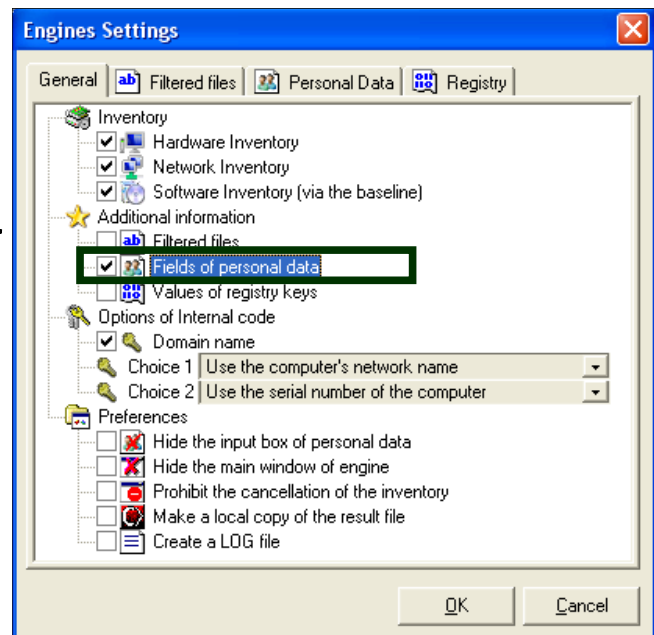 Engines Settings
General ab Filtered files Personal Data Registry
Inventory
Hardware Inventory
Network Inventory
Software Inventory (via the baseline)
Additional information
ab Filtered files
Fields of personal data
Values of registry keys
Options of Internal code
Domain name
Choice 1 Use the computer's network name
Choice 2 Use the serial number of the computer
Preferences
Hide the input box of personal data
Hide the main window of engine
Prohibit the cancellation of the inventory
Make a local copy of the result file
Create a LOG file
OK Cancel